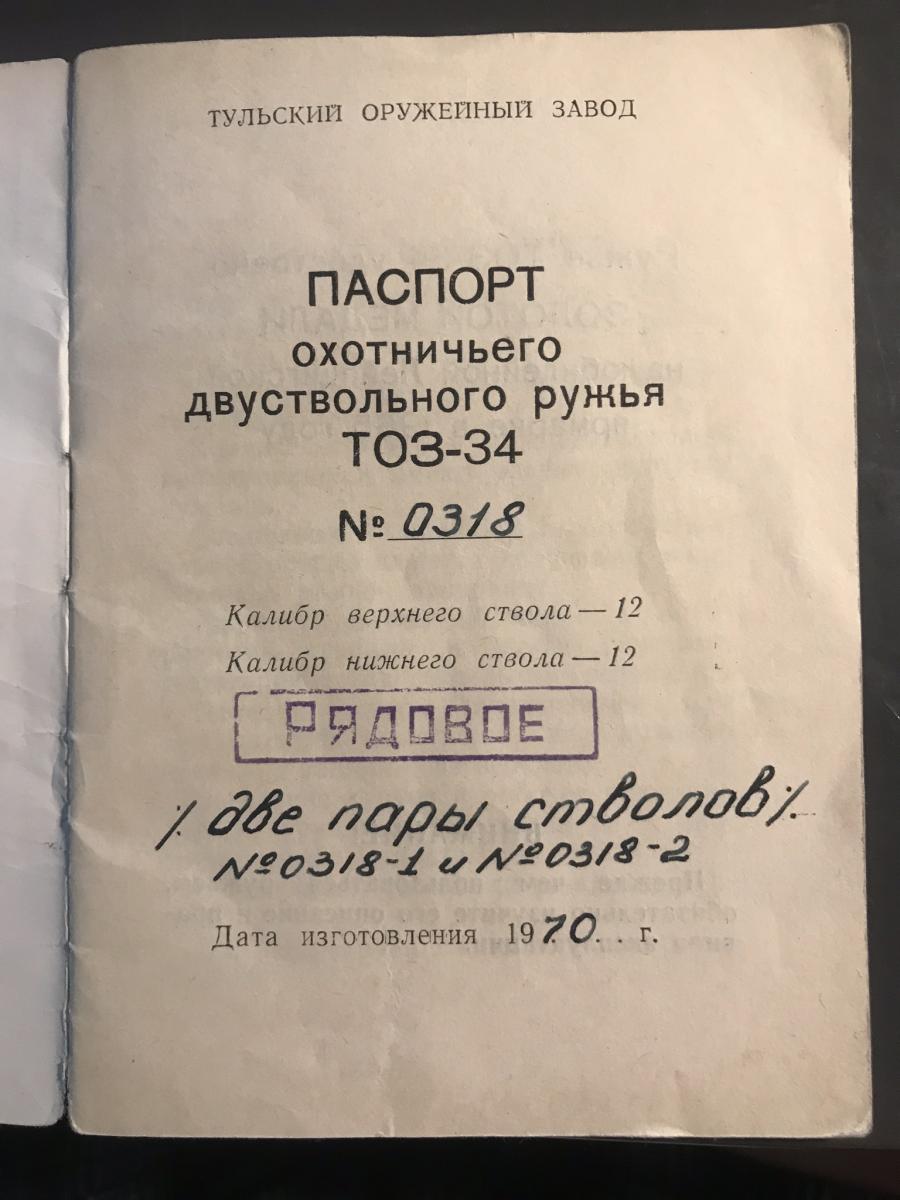 ТУЛЬСКИЙ ОРУЖЕЙНЫЙ ЗАВОД
ПАСПОРТ
охотничьего
двуствольного ружья
ТОЗ-34
№ 0318
Калибр верхнего ствола — 12
Калибр нижнего ствола — 12
РЯДОВОЕ
/. две пары стволов /.
№0318-1 и №0318-2
Дата изготовления 1970. . г.